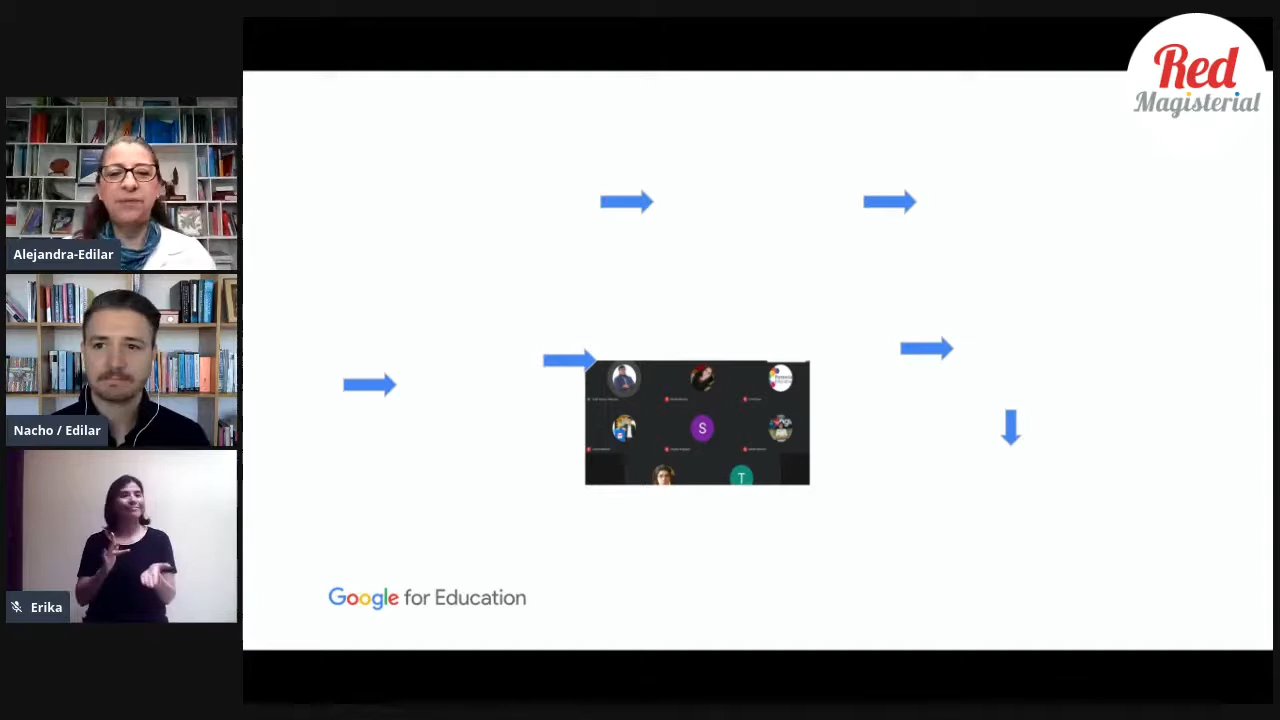 Red
Magisterial
Alejandra-Edilar
Nacho / Edilar
Erika
S
T
Google for Education